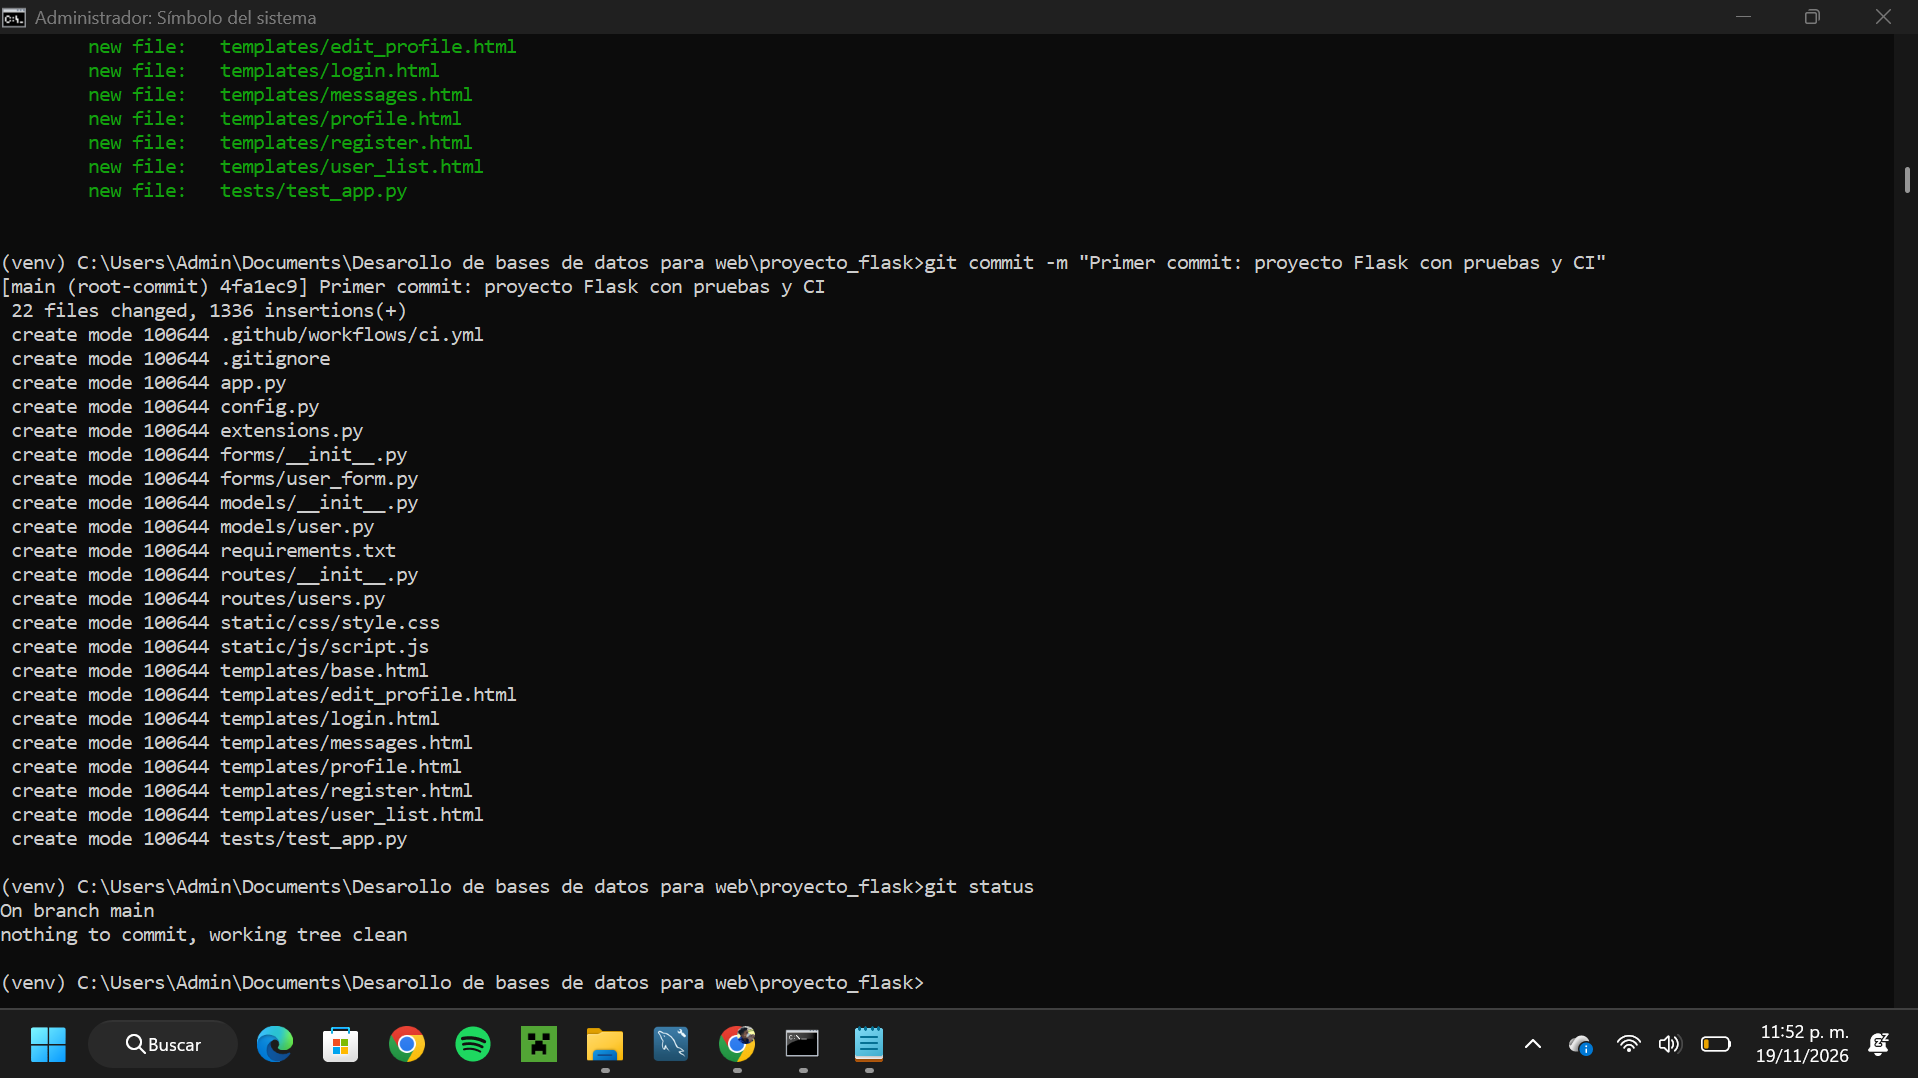 Administrador: Símbolo del sistema
new file:   templates/edit_profile.html
new file:   templates/login.html
new file:   templates/messages.html
new file:   templates/profile.html
new file:   templates/register.html
new file:   templates/user_list.html
new file:   tests/test_app.py
(venv) C:\Users\Admin\Documents\Desarollo de bases de datos para web\proyecto_flask>git commit -m "Primer commit: proyecto Flask con pruebas y CI"
[main (root-commit) 4fa1ec9] Primer commit: proyecto Flask con pruebas y CI
22 files changed, 1336 insertions(+)
create mode 100644 .github/workflows/ci.yml
create mode 100644 .gitignore
create mode 100644 app.py
create mode 100644 config.py
create mode 100644 extensions.py
create mode 100644 forms/__init__.py
create mode 100644 forms/user_form.py
create mode 100644 models/__init__.py
create mode 100644 models/user.py
create mode 100644 requirements.txt
create mode 100644 routes/__init__.py
create mode 100644 routes/users.py
create mode 100644 static/css/style.css
create mode 100644 static/js/script.js
create mode 100644 templates/base.html
create mode 100644 templates/edit_profile.html
create mode 100644 templates/login.html
create mode 100644 templates/messages.html
create mode 100644 templates/profile.html
create mode 100644 templates/register.html
create mode 100644 templates/user_list.html
create mode 100644 tests/test_app.py
(venv) C:\Users\Admin\Documents\Desarollo de bases de datos para web\proyecto_flask>git status
On branch main
nothing to commit, working tree clean
(venv) C:\Users\Admin\Documents\Desarollo de bases de datos para web\proyecto_flask>
Buscar
11:52 p. m.
19/11/2026